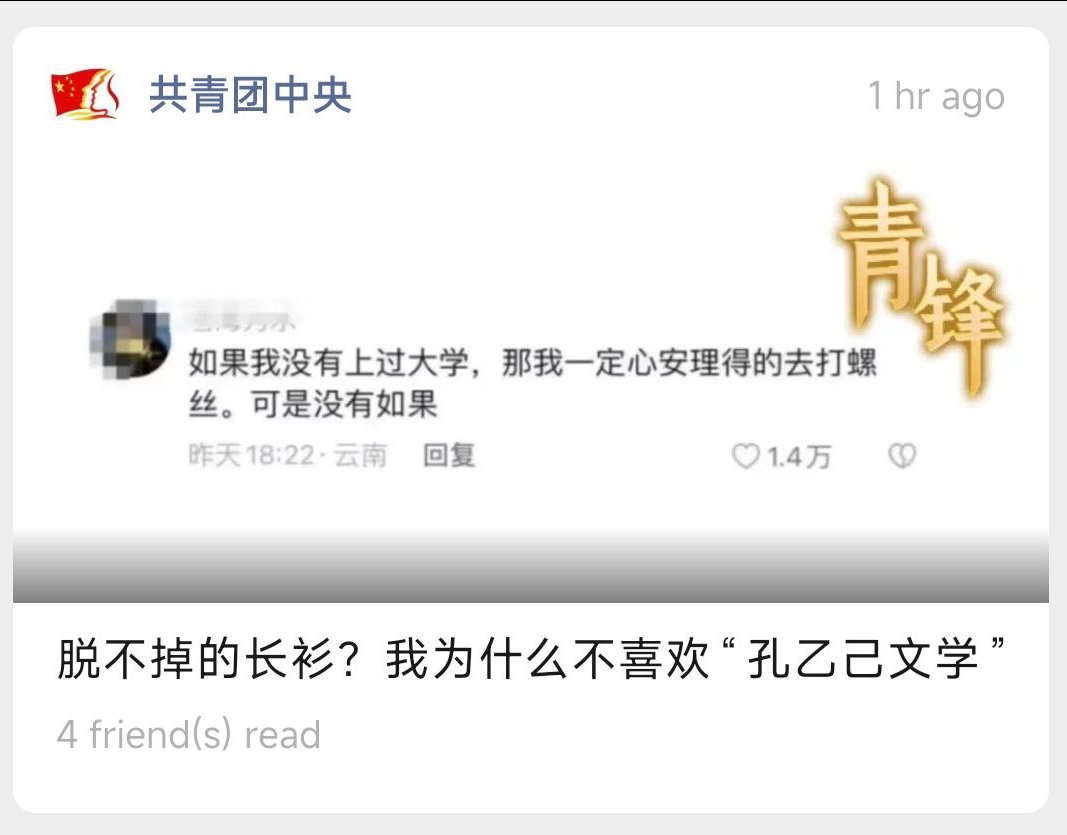 共青团中央
1 hr ago
青锋
如果我没有上过大学，那我一定心安理得的去打螺
丝。可是没有如果
昨天18:22·云南 回复
1.4万
脱不掉的长衫？我为什么不喜欢“孔乙己文学”
4 friend(s) read